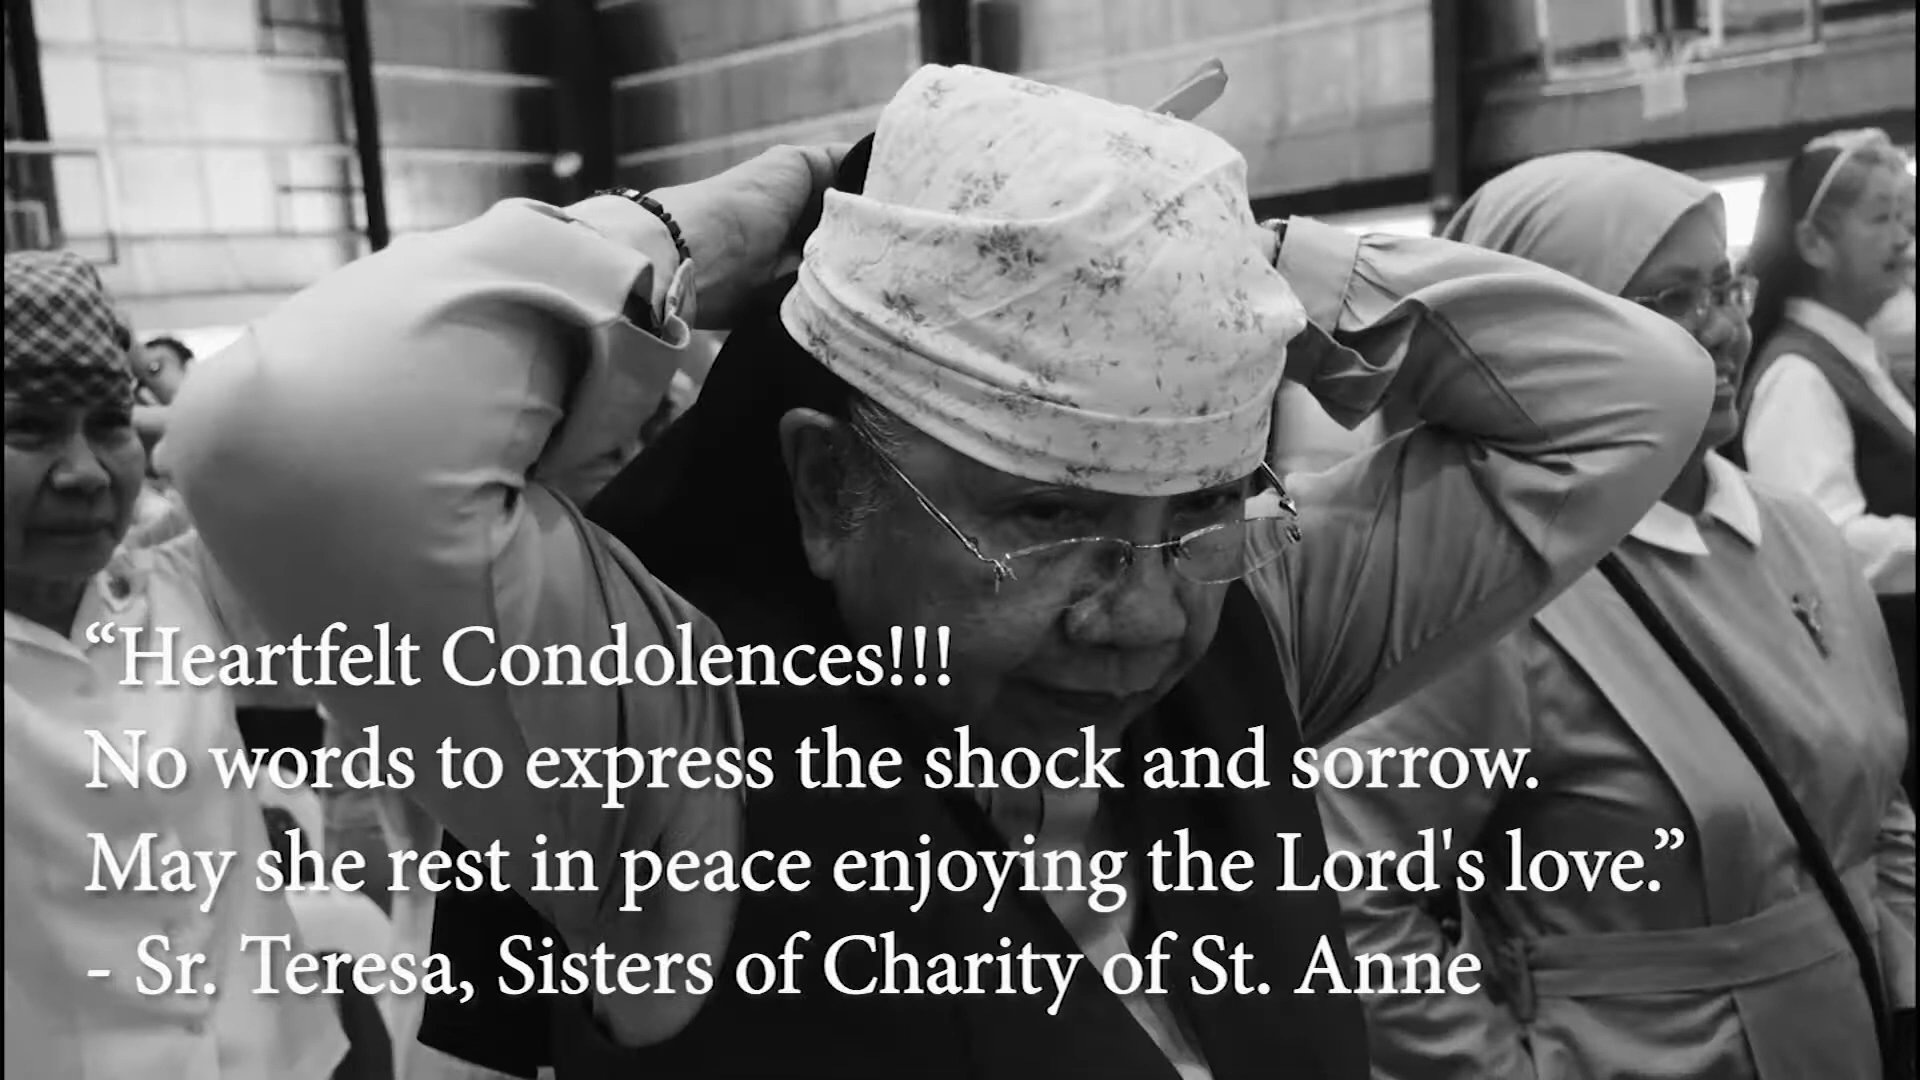 “Heartfelt Condolences!!!
No words to express the shock and sorrow.
May she rest in peace enjoying the Lord's love.”
- Sr. Teresa, Sisters of Charity of St. Anne